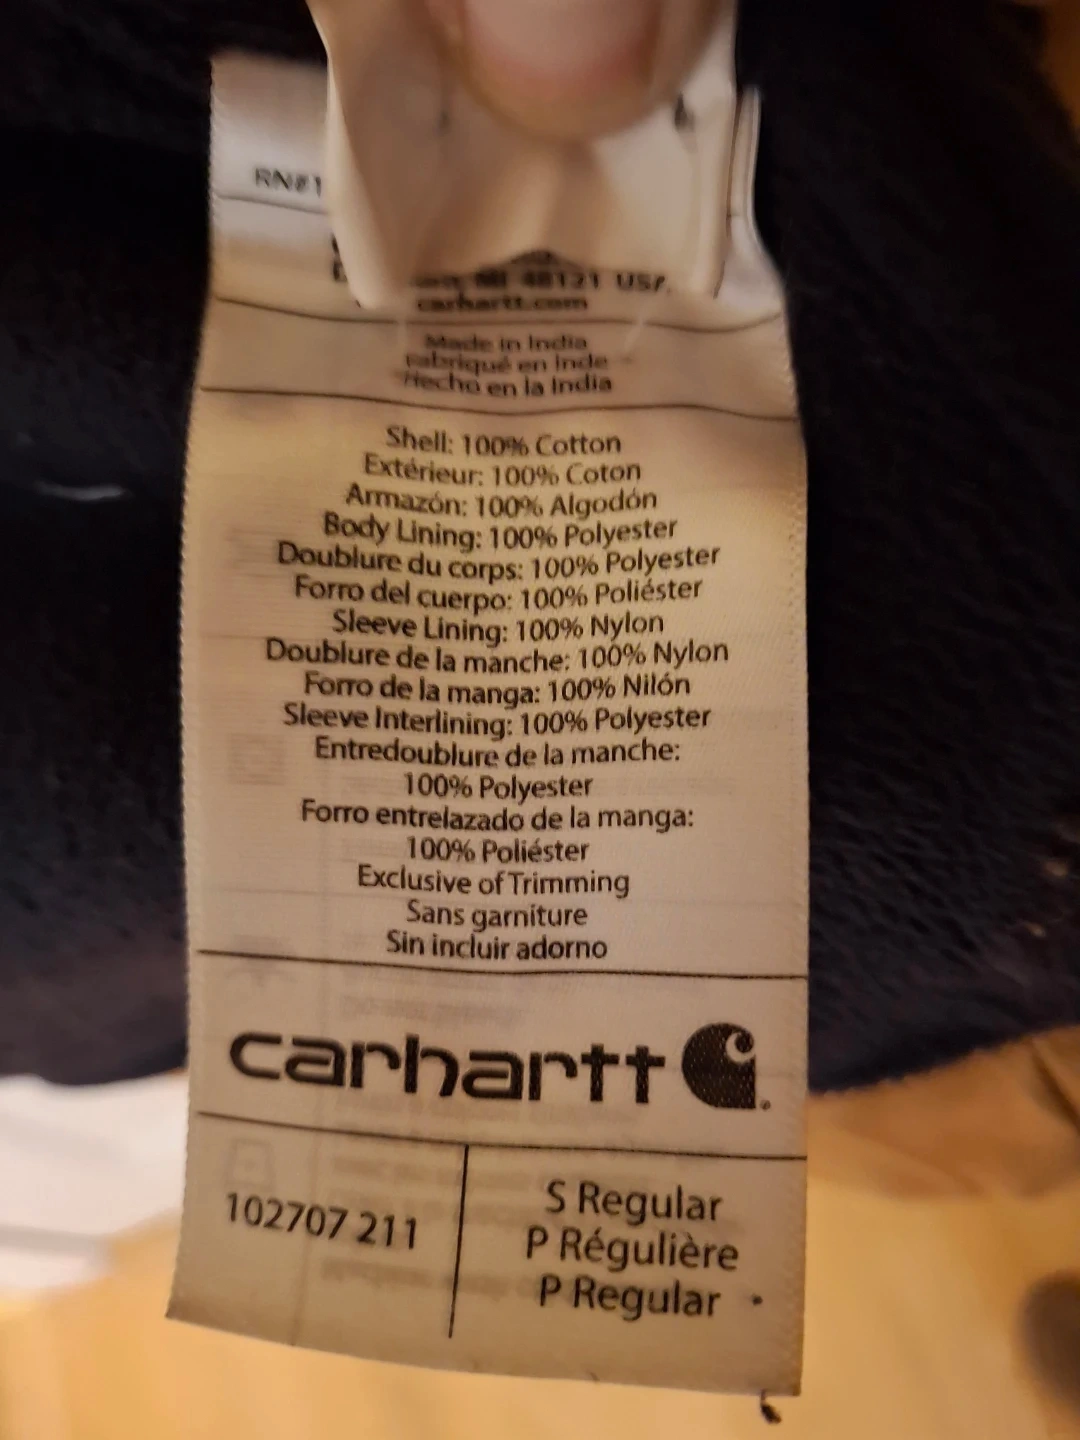 RN#1
48121 USA
carhartt.com
Made in India
Fabriqué en Inde
Hecho en la India
Shell: 100% Cotton
Extérieur: 100% Coton
Armazón: 100% Algodón
Body Lining: 100% Polyester
Doublure du corps: 100% Polyester
Forro del cuerpo: 100% Poliéster
Sleeve Lining: 100% Nylon
Doublure de la manche: 100% Nylon
Forro de la manga: 100% Nilón
Sleeve Interlining: 100% Polyester
Entredoublure de la manche:
100% Polyester
Forro entrelazado de la manga:
100% Poliéster
Exclusive of Trimming
Sans garniture
Sin incluir adorno
carhartt
102707 211
S Regular
P Régulière
P Regular